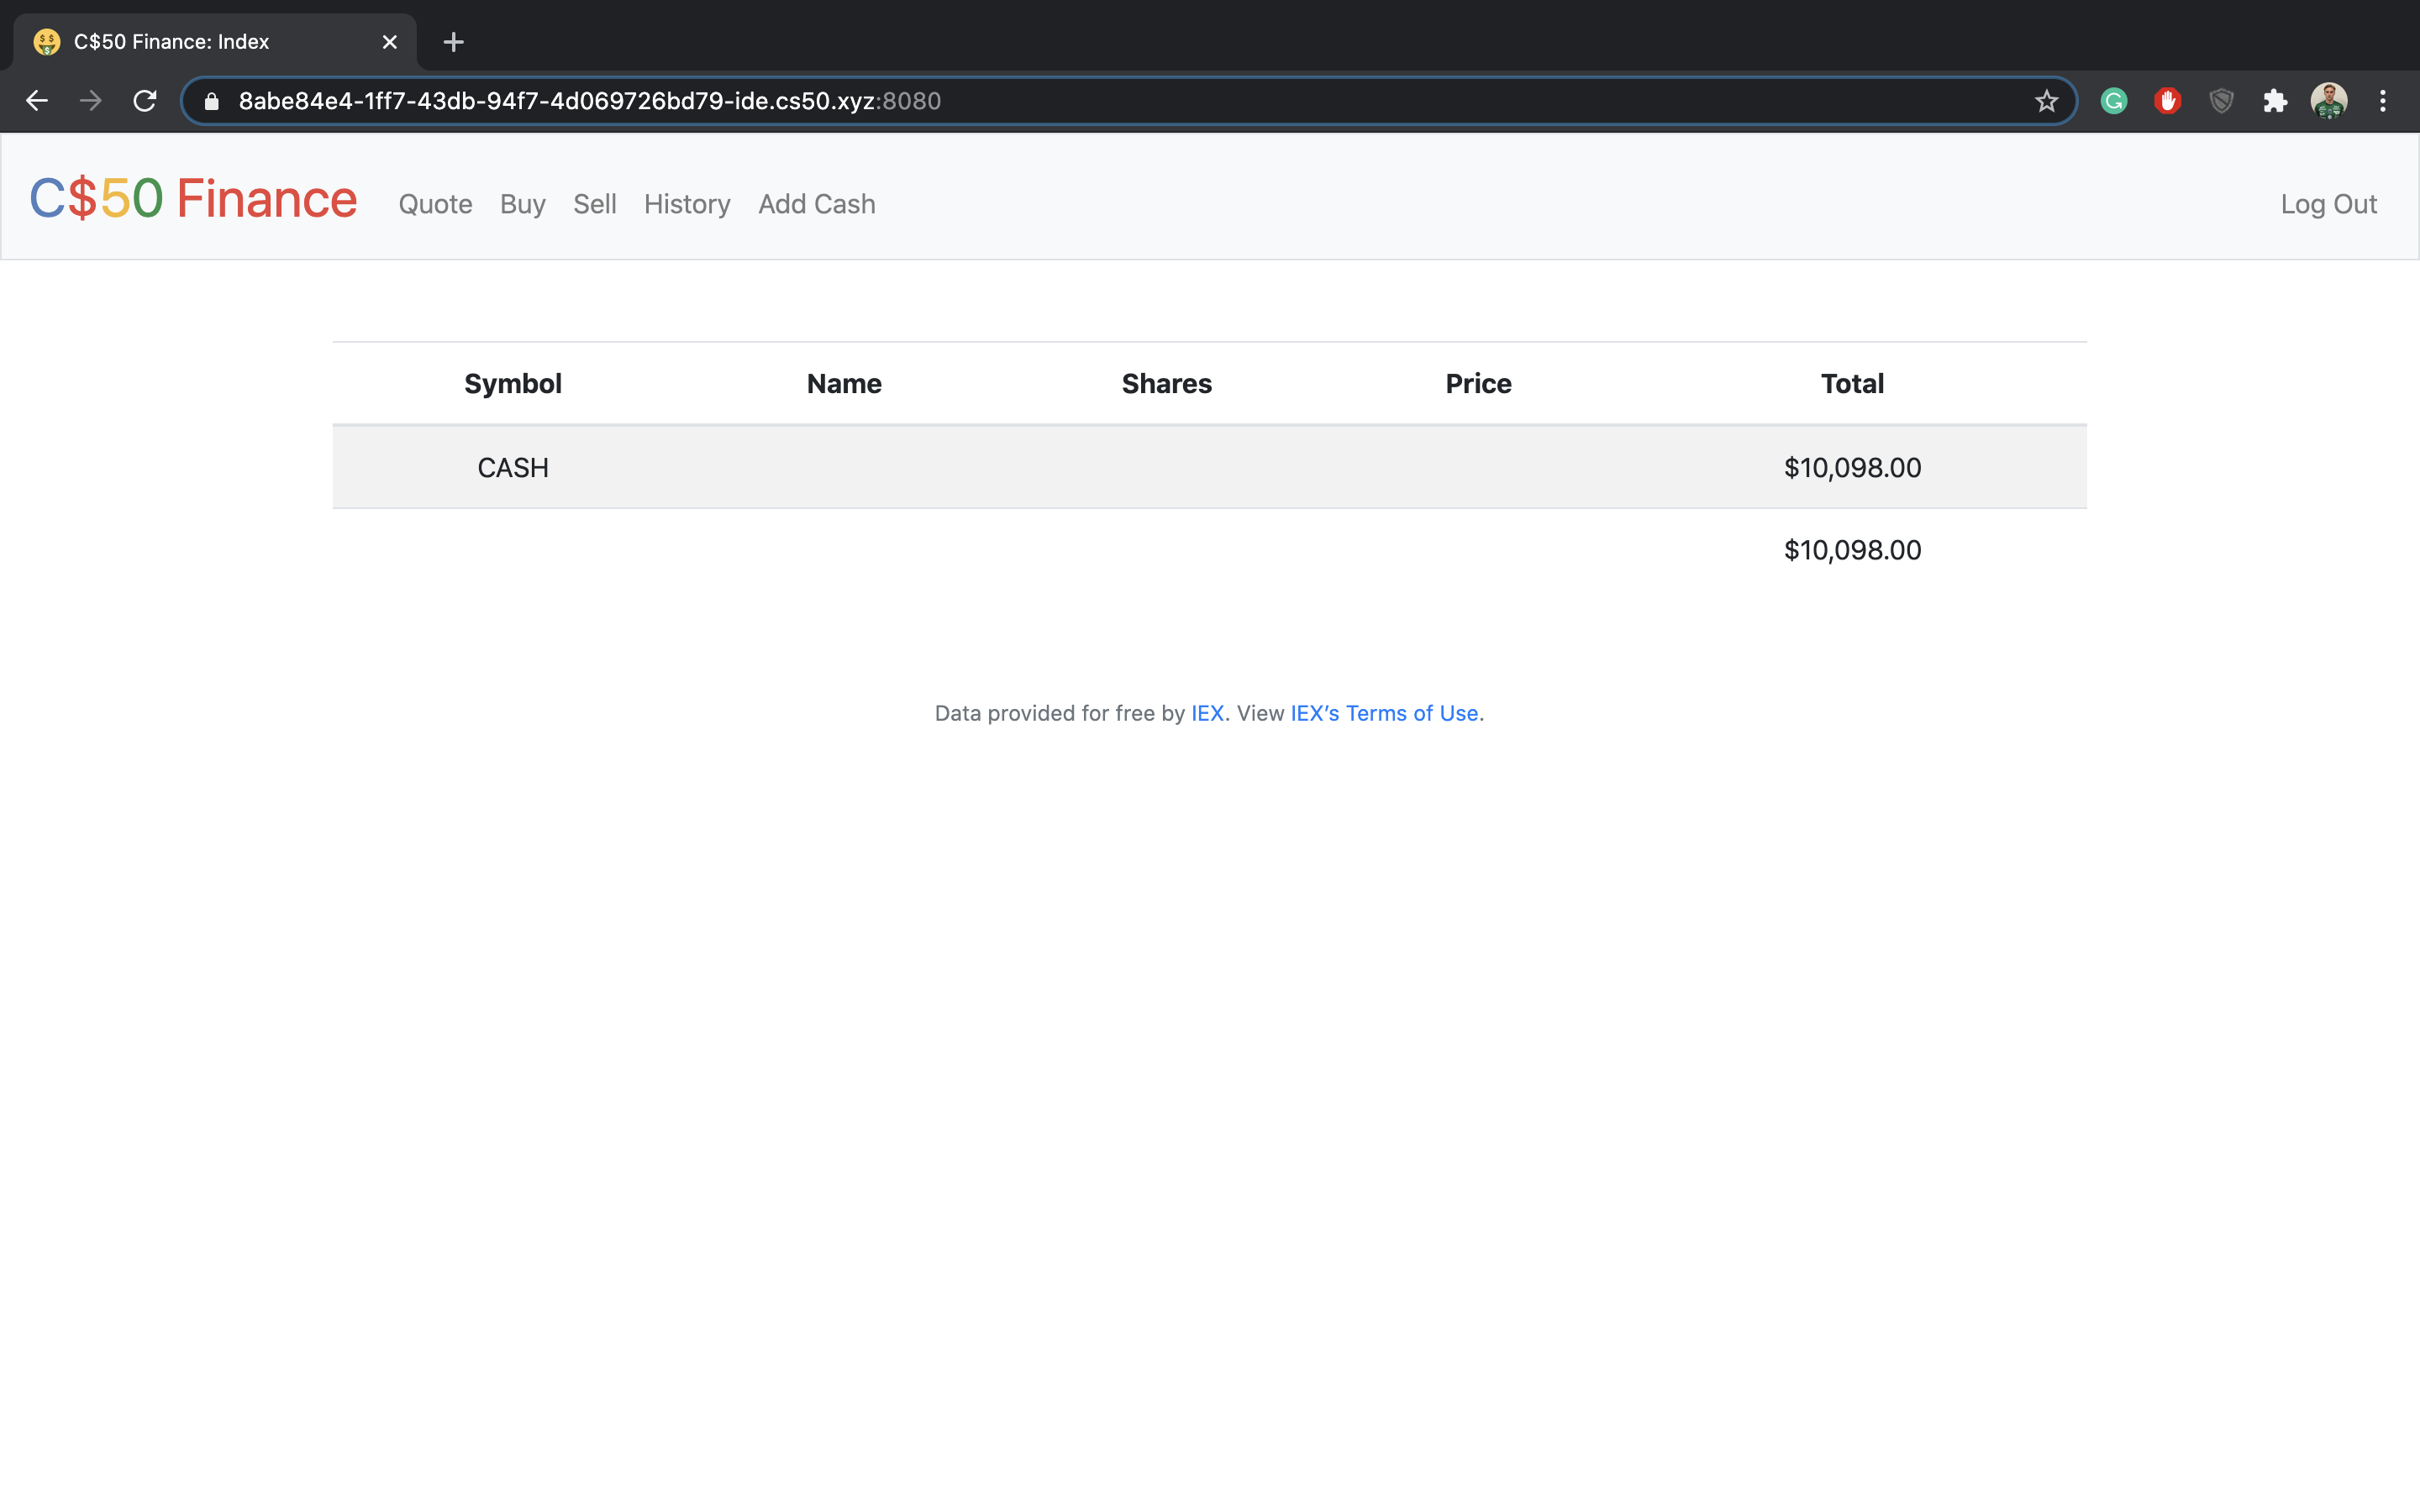 C$50 Finance: Index
8abe84e4-1ff7-43db-94f7-4d069726bd79-ide.cs50.xyz:8080
C$50 Finance Quote Buy Sell History Add Cash Log Out
Symbol Name Shares Price Total
CASH $10,098.00
$10,098.00
Data provided for free by IEX. View IEX’s Terms of Use.